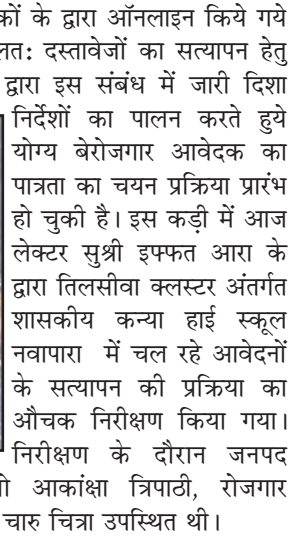 कों के द्वारा ऑनलाइन किये गये
लत: दस्तावेजों का सत्यापन हेतु
द्वारा इस संबंध में जारी दिशा
निर्देशों का पालन करते हुये
योग्य बेरोजगार आवेदक का
पात्रता का चयन प्रक्रिया प्रारंभ
हो चुकी है। इस कड़ी में आज
लेक्टर सुश्री इफ्फत आरा के
द्वारा तिलसीवा क्लस्टर अंतर्गत
शासकीय कन्या हाई स्कूल
नवापारा में चल रहे आवेदनों
के सत्यापन की प्रक्रिया का
औचक निरीक्षण किया गया।
निरीक्षण के दौरान जनपद
आकांक्षा त्रिपाठी, रोजगार
चारु चित्रा उपस्थित थी।